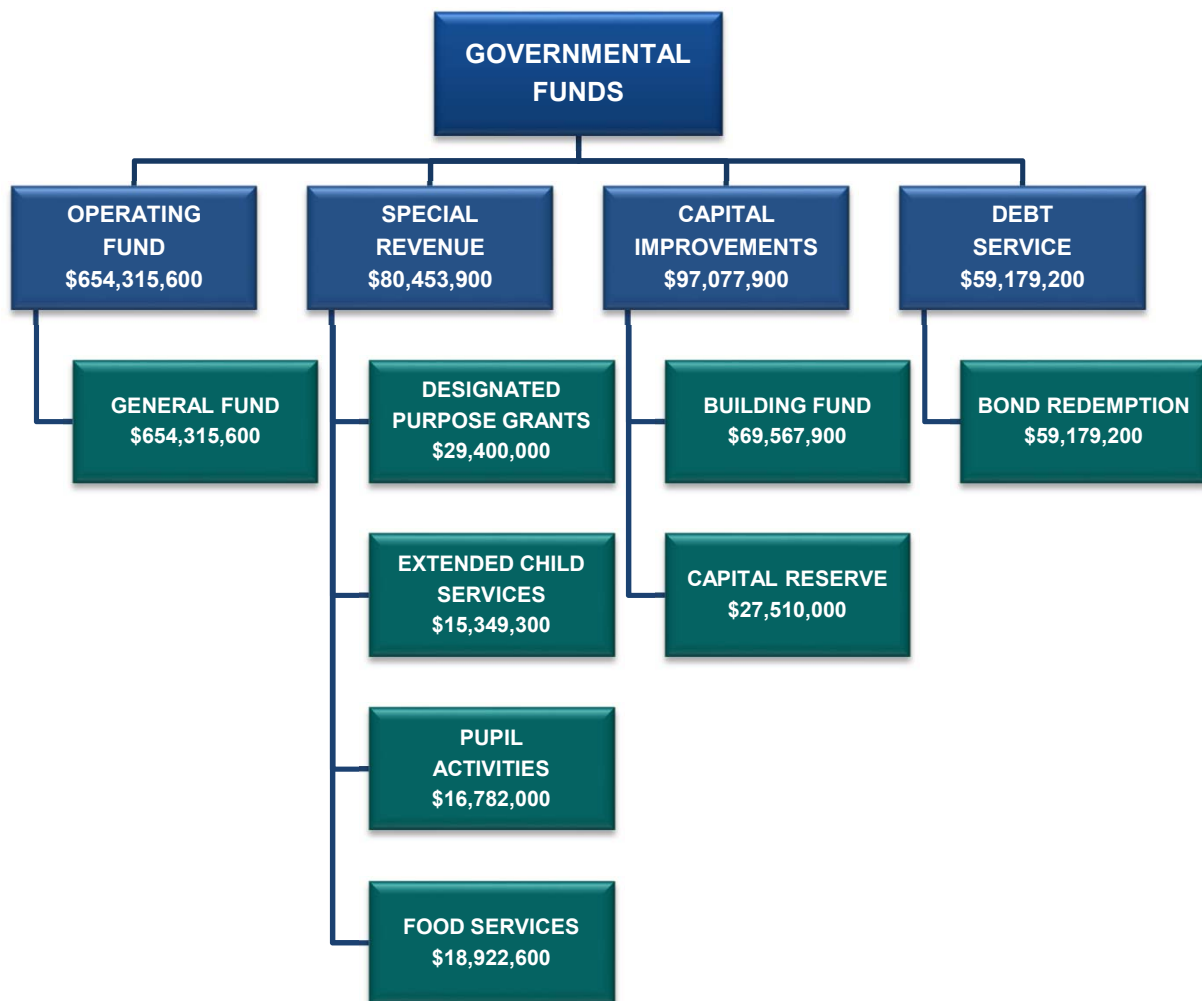 GOVERNMENTAL
FUNDS
OPERATING
FUND
$654,315,600
SPECIAL
REVENUE
$80,453,900
CAPITAL
IMPROVEMENTS
$97,077,900
DEBT
SERVICE
$59,179,200
GENERAL FUND
$654,315,600
DESIGNATED
PURPOSE GRANTS
$29,400,000
BUILDING FUND
$69,567,900
BOND REDEMPTION
$59,179,200
EXTENDED CHILD
SERVICES
$15,349,300
CAPITAL RESERVE
$27,510,000
PUPIL
ACTIVITIES
$16,782,000
FOOD SERVICES
$18,922,600